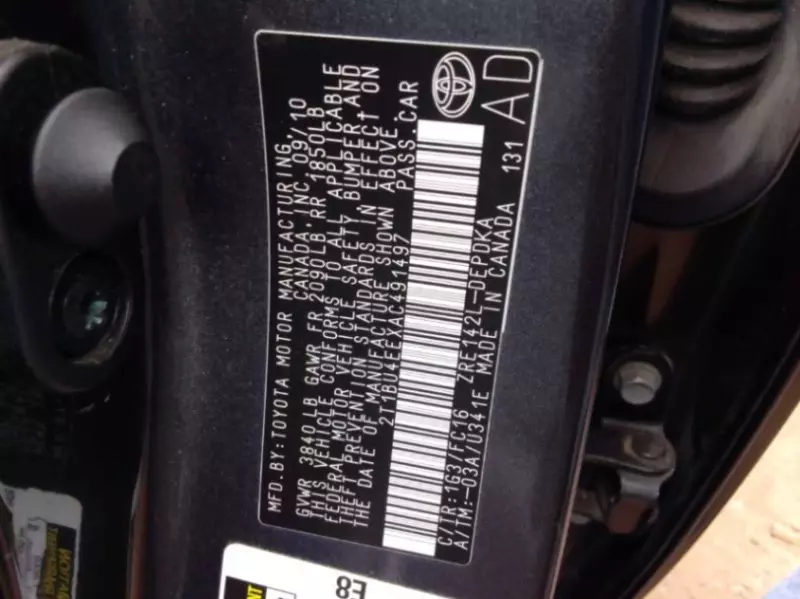 MFD. BY: TOYOTA MOTOR MANUFACTURING,
CANADA, INC. 09/10
GVWR 3840LB GAWR FR 2090LB RR 1850LB
THIS VEHICLE CONFORMS TO ALL APPLICABLE
FEDERAL MOTOR VEHICLE SAFETY, BUMPER AND
THEFT PREVENTION STANDARDS IN EFFECT ON
THE DATE OF MANUFACTURE SHOWN ABOVE.
2T1BU4EEXAC491497 PASS. CAR
C/TR: 1G3/FC16 ZRE142L-DEPDKA
A/TM: -03A/U341E MADE IN CANADA 131
AD
E8